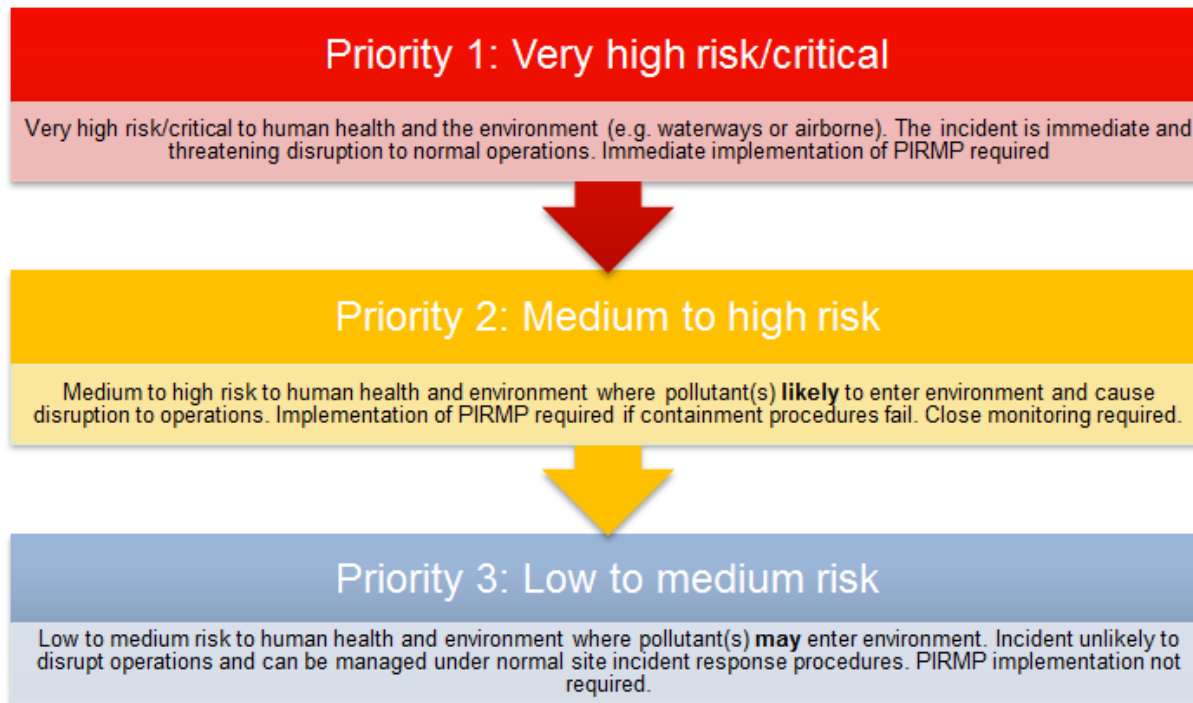 Priority 1: Very high risk/critical
Very high risk/critical to human health and the environment (e.g. waterways or airborne). The incident is immediate and
threatening disruption to normal operations. Immediate implementation of PIRMP required
Priority 2: Medium to high risk
Medium to high risk to human health and environment where pollutant(s) likely to enter environment and cause
disruption to operations. Implementation of PIRMP required if containment procedures fail. Close monitoring required.
Priority 3: Low to medium risk
Low to medium risk to human health and environment where pollutant(s) may enter environment. Incident unlikely to
disrupt operations and can be managed under normal site incident response procedures. PIRMP implementation not
required.